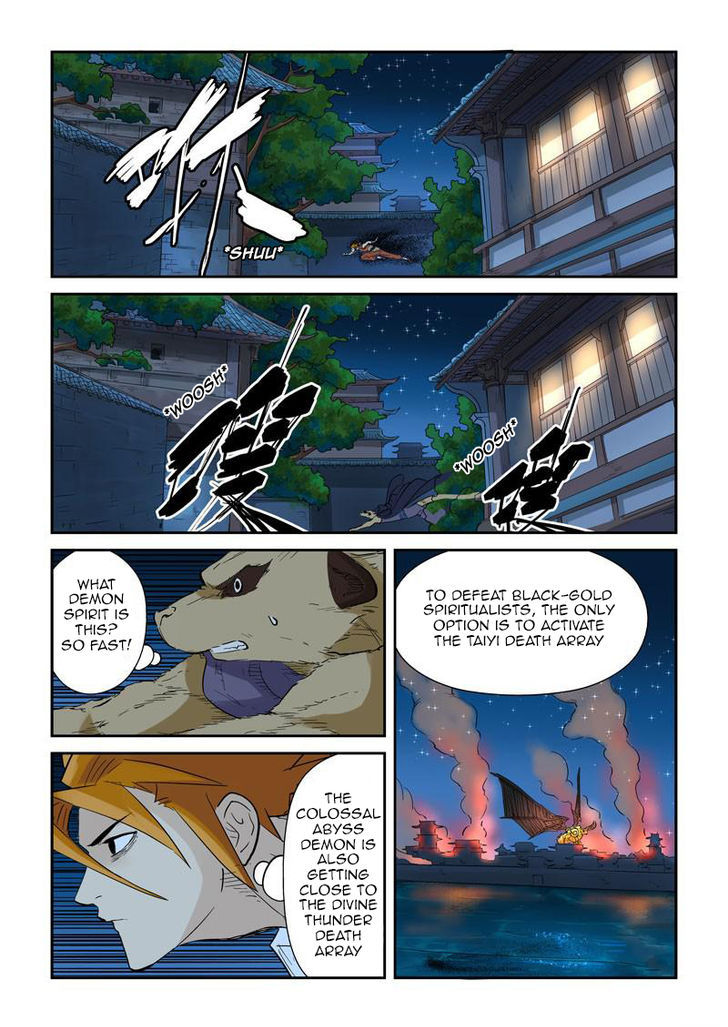 *SHUU*
*WOOSH*
*WOOSH*
WHAT
DEMON
SPIRIT IS
THIS?
SO FAST!
TO DEFEAT BLACK-GOLD
SPIRITUALISTS, THE ONLY
OPTION IS TO ACTIVATE
THE TAIYI DEATH ARRAY
THE
COLOSSAL
ABYSS
DEMON IS
ALSO
GETTING
CLOSE TO
THE DIVINE
THUNDER
DEATH
ARRAY